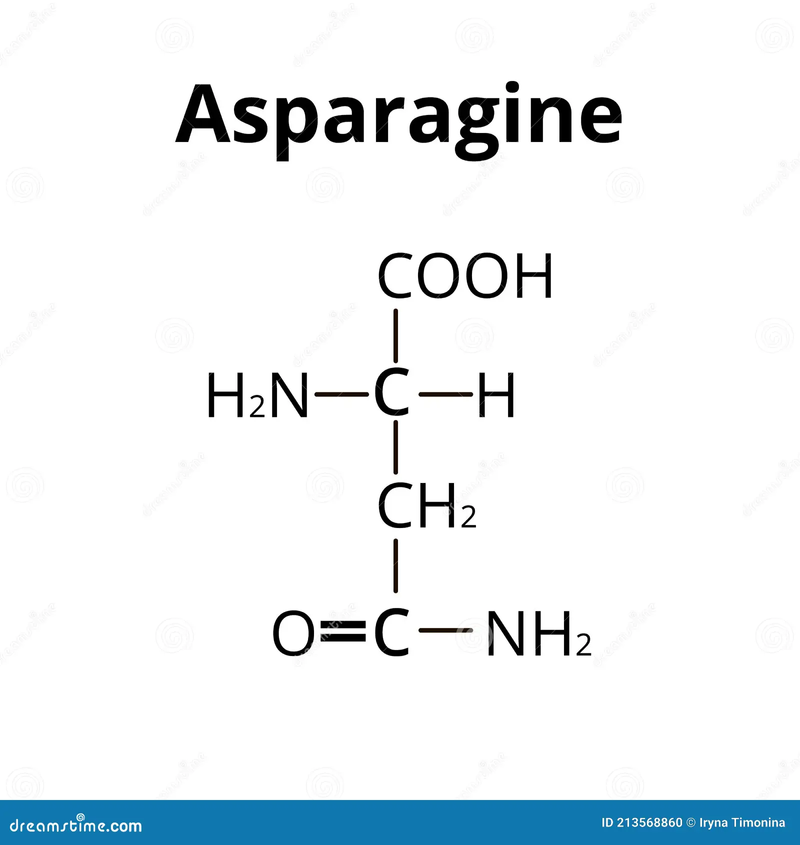 Asparagine
COOH
H₂N C H
CH₂
O=C NH₂
dreamstime.com
ID 213568860 © Iryna Timonina